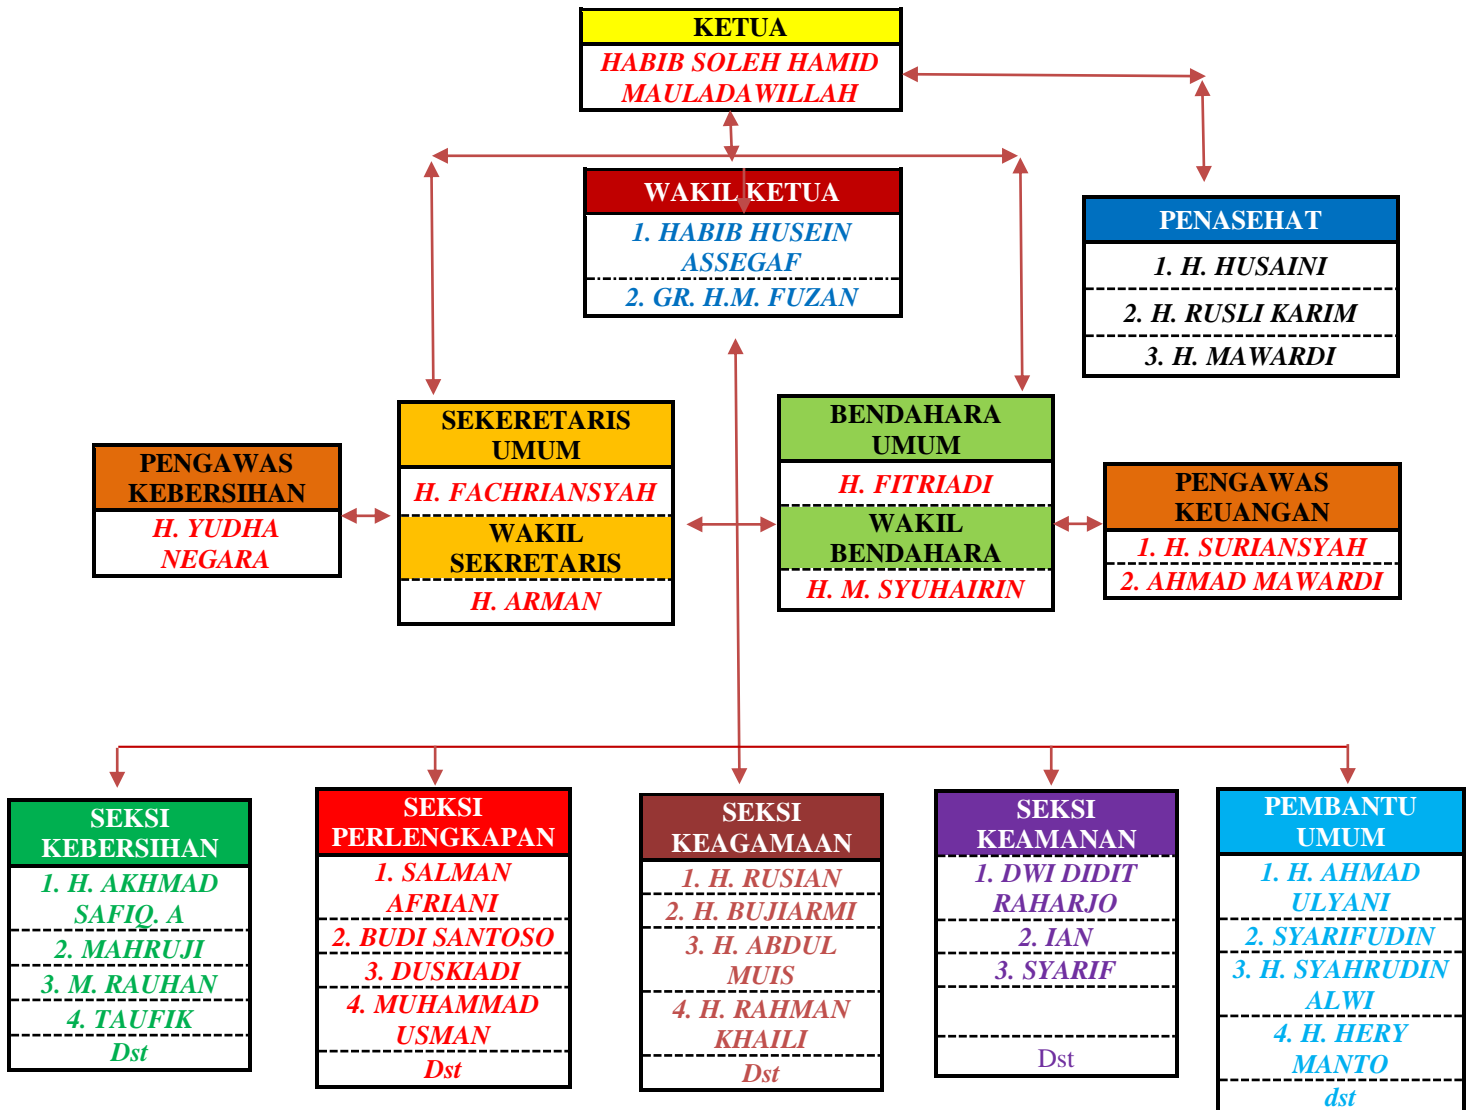 KETUA
HABIB SOLEH HAMID
MAULADAWILLAH
WAKIL KETUA
1. HABIB HUSEIN
ASSEGAF
2. GR. H.M. FUZAN
PENASEHAT
1. H. HUSAINI
2. H. RUSLI KARIM
3. H. MAWARDI
PENGAWAS
KEBERSIHAN
H. YUDHA
NEGARA
SEKERETARIS
UMUM
H. FACHRIANSYAH
WAKIL
SEKRETARIS
H. ARMAN
BENDAHARA
UMUM
H. FITRIADI
WAKIL
BENDAHARA
H. M. SYUHAIRIN
PENGAWAS
KEUANGAN
1. H. SURIANSYAH
2. AHMAD MAWARDI
SEKSI
KEBERSIHAN
1. H. AKHMAD
SAFIQ. A
2. MAHRUJI
3. M. RAUHAN
4. TAUFIK
Dst
SEKSI
PERLENGKAPAN
1. SALMAN
AFRIANI
2. BUDI SANTOSO
3. DUSKIADI
4. MUHAMMAD
USMAN
Dst
SEKSI
KEAGAMAAN
1. H. RUSIAN
2. H. BUJIARMI
3. H. ABDUL
MUIS
4. H. RAHMAN
KHAILI
Dst
SEKSI
KEAMANAN
1. DWI DIDIT
RAHARJO
2. IAN
3. SYARIF
Dst
PEMBANTU
UMUM
1. H. AHMAD
ULYANI
2. SYARIFUDIN
3. H. SYAHRUDIN
ALWI
4. H. HERY
MANTO
dst